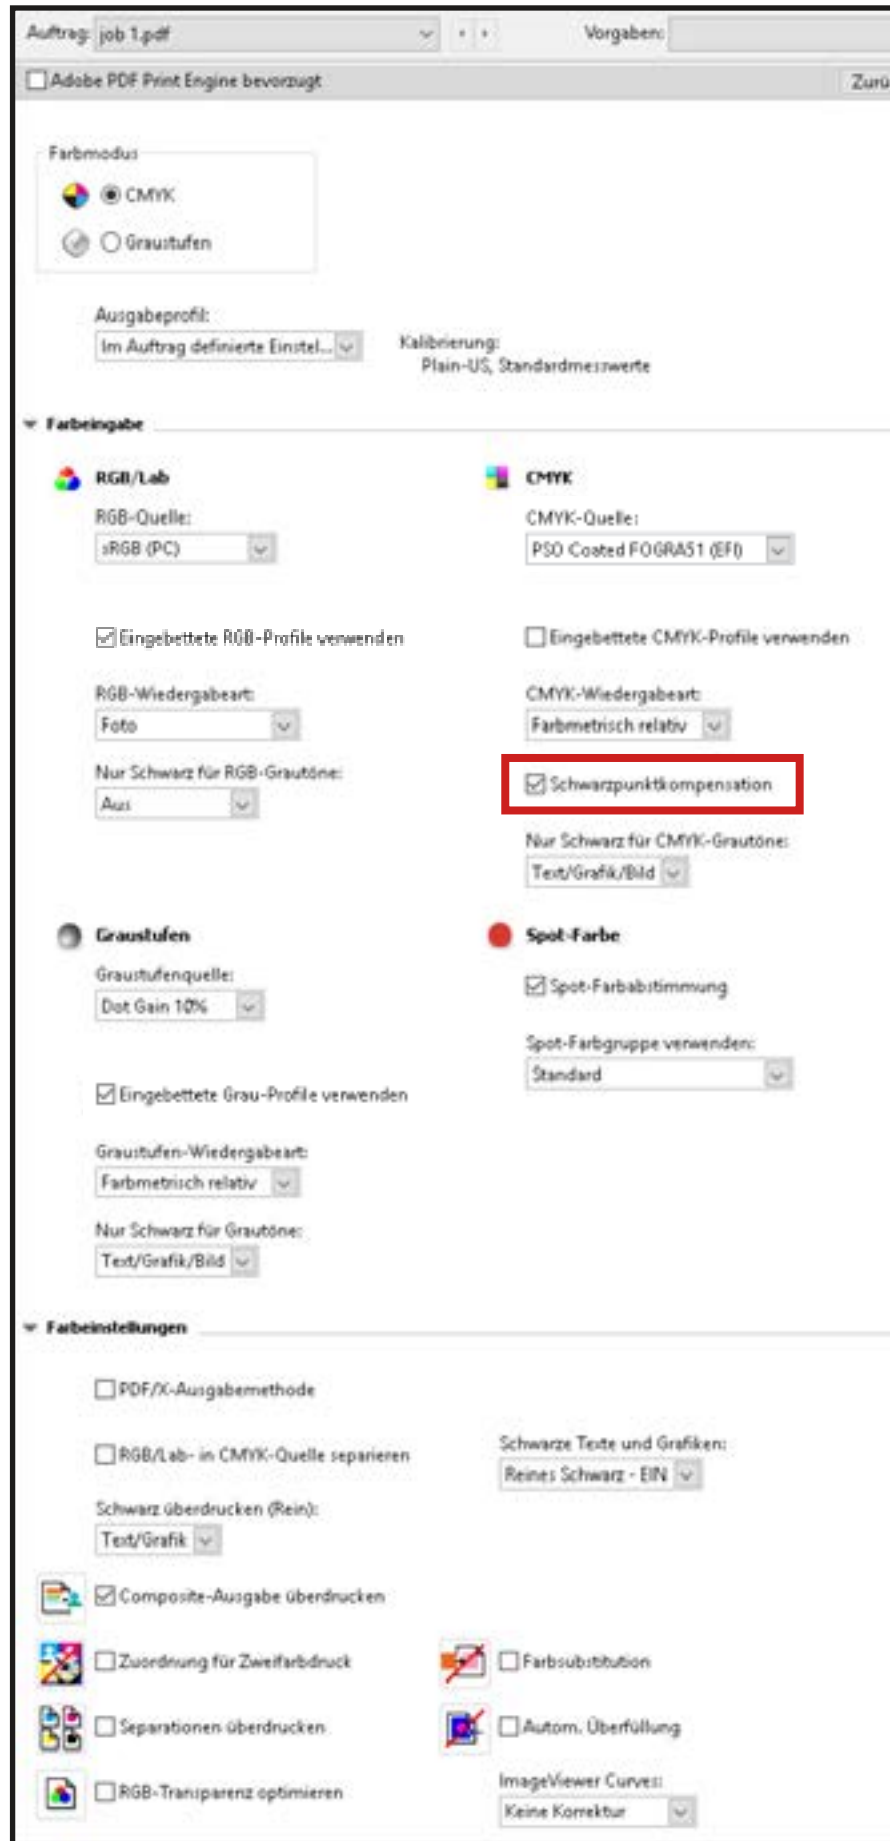 Auftrag: job 1.pdf Vorgaben:
Adobe PDF Print Engine bevorzugt
Farbmodus
CMYK
Graustufen
Ausgabeprofil:
Im Auftrag definierte Einstel...
Kalibrierung:
Plain-US, Standardmesswerte
Farbeingabe
RGB/Lab
RGB-Quelle:
sRGB (PC)
Eingebettete RGB-Profile verwenden
RGB-Wiedergabeart:
Foto
Nur Schwarz für RGB-Grautöne:
Aus
CMYK
CMYK-Quelle:
PSO Coated FOGRA51 (EFI)
Eingebettete CMYK-Profile verwenden
CMYK-Wiedergabeart:
Farbmetrisch relativ
Schwarzpunktkompensation
Nur Schwarz für CMYK-Grautöne:
Text/Grafik/Bild
Graustufen
Graustufenquelle:
Dot Gain 10%
Eingebettete Grau-Profile verwenden
Graustufen-Wiedergabeart:
Farbmetrisch relativ
Nur Schwarz für Grautöne:
Text/Grafik/Bild
Spot-Farbe
Spot-Farbabstimmung
Spot-Farbgruppe verwenden:
Standard
Farbeinstellungen
PDF/X-Ausgabemethode
RGB/Lab- in CMYK-Quelle separieren
Schwarze Texte und Grafiken:
Reines Schwarz - EIN
Schwarz überdrucken (Rein):
Text/Grafik
Composite-Ausgabe überdrucken
Zuordnung für Zweifarbdruck
Farbsubstitution
Separationen überdrucken
Autom. Überfüllung
RGB-Transparenz optimieren
ImageViewer Curves:
Keine Korrektur